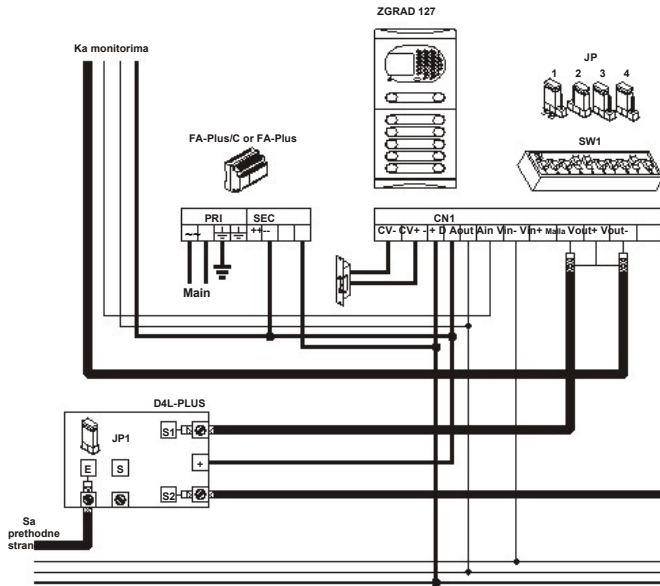 ZGRAD 127
Ka monitorima
JP
1 2 3 4
FA-Plus/C or FA-Plus
SW1
PRI SEC
~~ ++--
CN1
CV- CV+ - + D Aout Ain Vin- Vin+ Malla Vout+ Vout-
Main
D4L-PLUS
JP1
S1
E S
+
S2
Sa
prethodne
stran